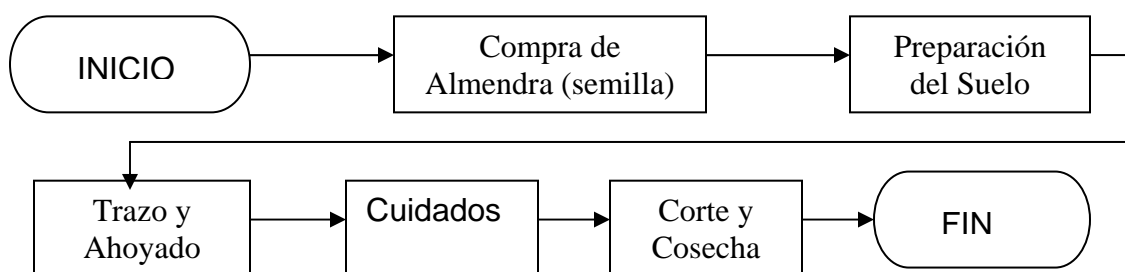 INICIO
Compra de
Almendra (semilla)
Preparación
del Suelo
Trazo y
Ahoyado
Cuidados
Corte y
Cosecha
FIN